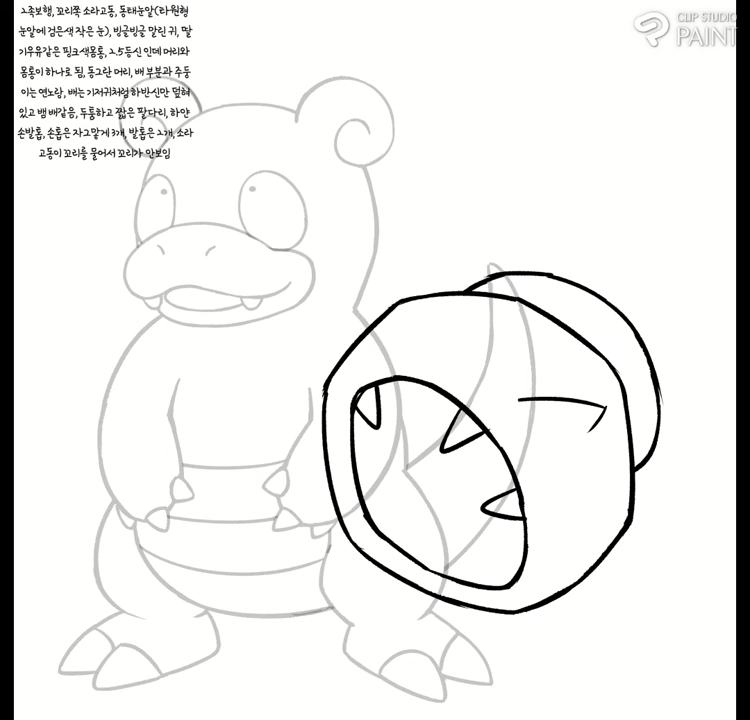 2족보행, 꼬리쪽 소라고동, 동태눈알(타원형
눈알에 검은색 작은 눈), 빙글빙글 말린 귀, 딸
기우유같은 핑크색몸통, 2.5등신 인데 머리와
몸통이 하나로 됨, 동그란 머리, 배 부분과 주둥
이는 연노랑, 배는 기저귀처럼 하반신만 덮혀
있고 뱀 배같음, 두툼하고 짧은 팔다리, 하얀
손발톱, 손톱은 자그맣게 3개, 발톱은 2개, 소라
고동이 꼬리를 물어서 꼬리가 안보임
CLIP STUDIO
PAINT